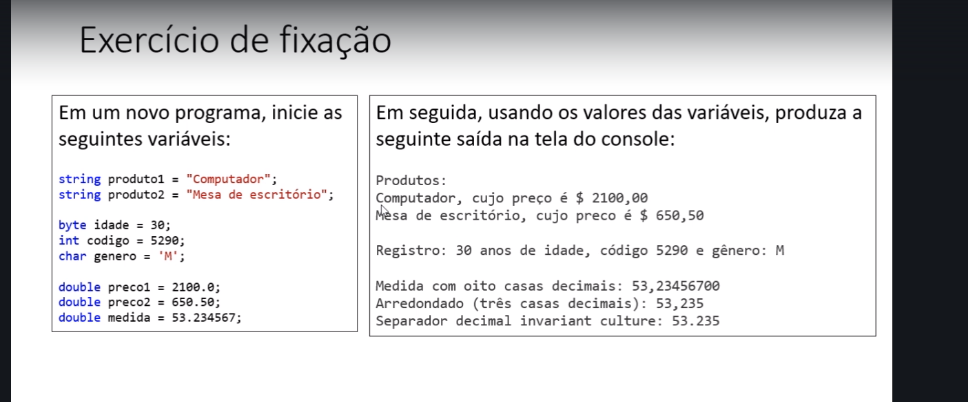 Exercício de fixação
Em um novo programa, inicie as
seguintes variáveis:
string produto1 = "Computador";
string produto2 = "Mesa de escritório";
byte idade = 30;
int codigo = 5290;
char genero = 'M';
double preco1 = 2100.0;
double preco2 = 650.50;
double medida = 53.234567;
Em seguida, usando os valores das variáveis, produza a
seguinte saída na tela do console:
Produtos:
Computador, cujo preço é $ 2100,00
Mesa de escritório, cujo preco é $ 650,50
Registro: 30 anos de idade, código 5290 e gênero: M
Medida com oito casas decimais: 53,23456700
Arredondado (três casas decimais): 53,235
Separador decimal invariant culture: 53.235